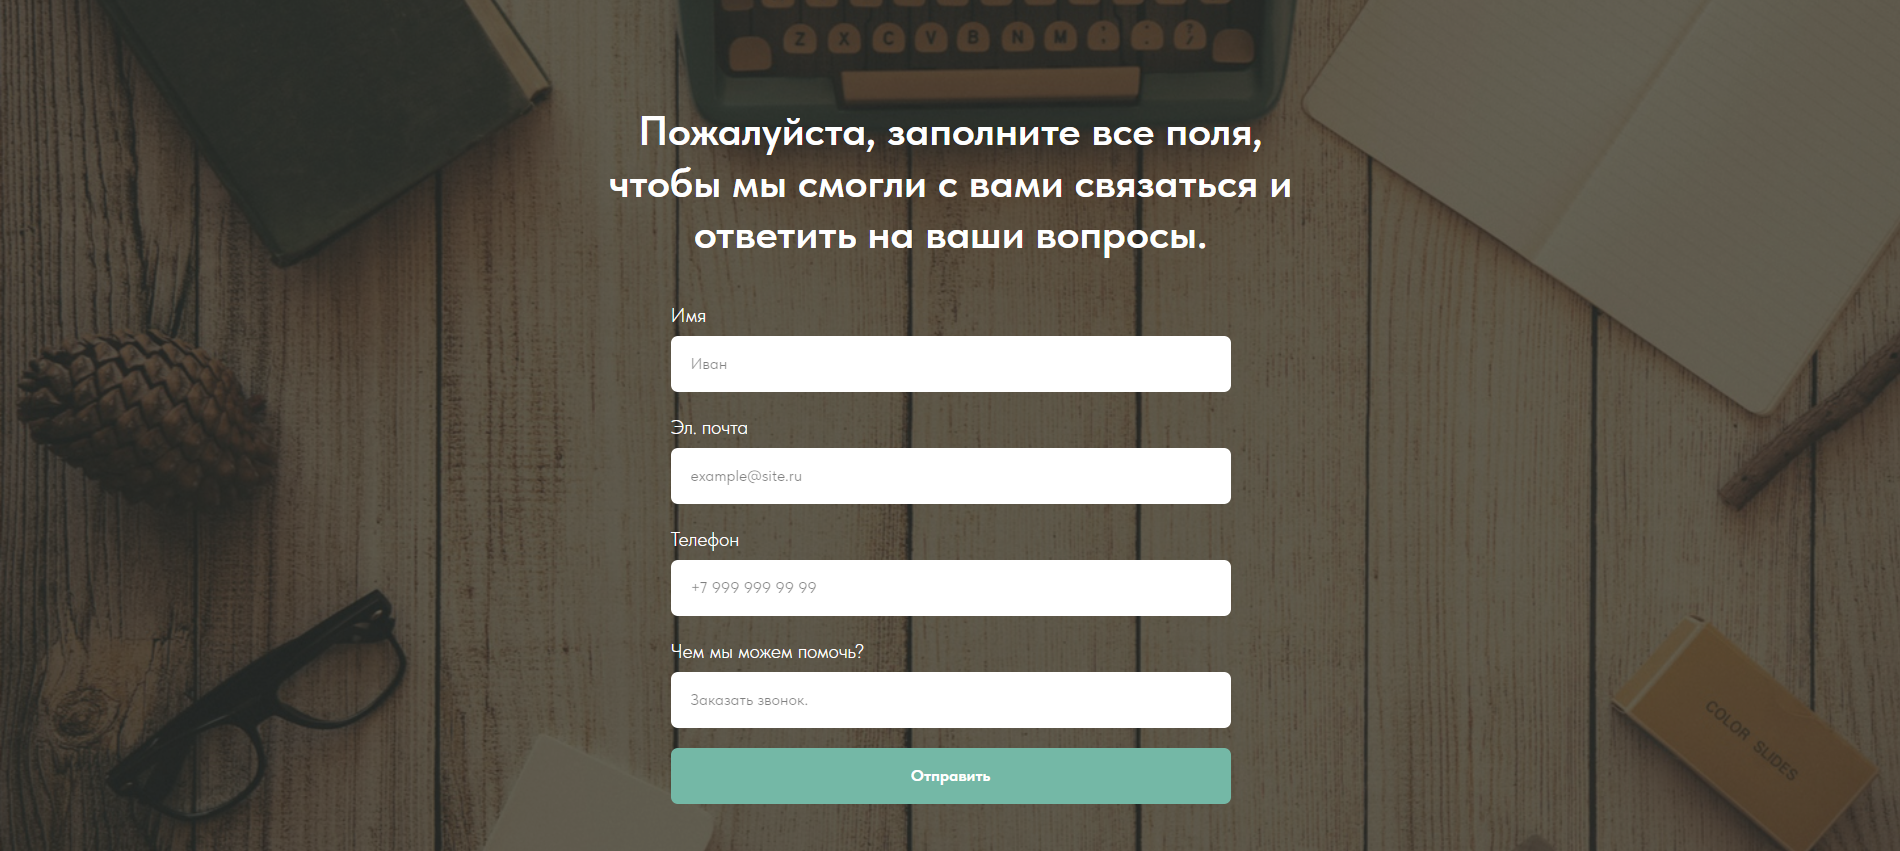 Z X C V B N M
Пожалуйста, заполните все поля,
чтобы мы смогли с вами связаться и
ответить на ваши вопросы.
Имя
Иван
Эл. почта
example@site.ru
Телефон
+7 999 999 99 99
Чем мы можем помочь?
Заказать звонок.
Отправить
COLOR SLIDES